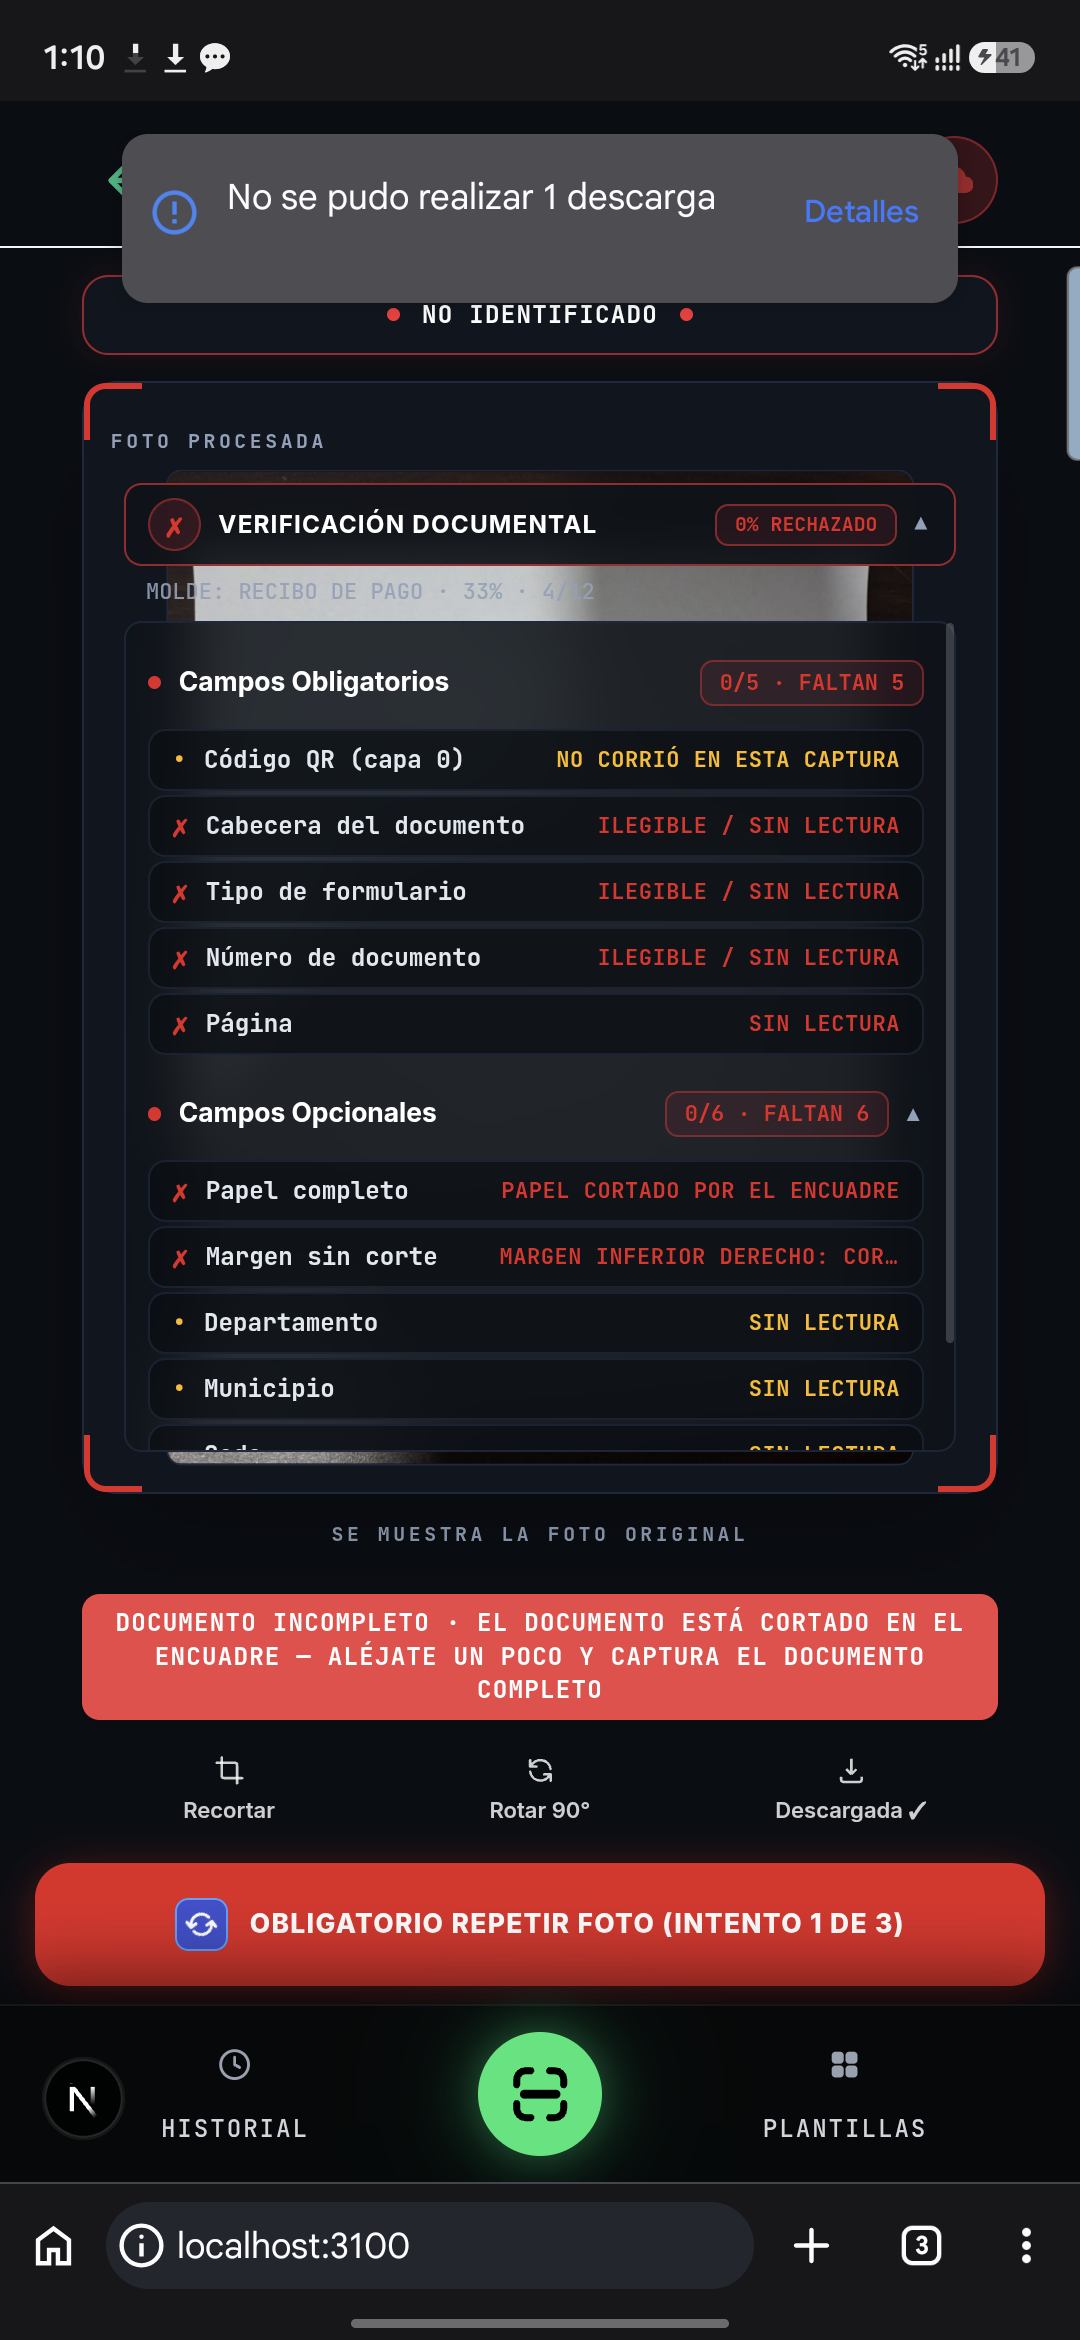 1:10
5
41
No se pudo realizar 1 descarga
Detalles
NO IDENTIFICADO
FOTO PROCESADA
✗ VERIFICACIÓN DOCUMENTAL 0% RECHAZADO ▲
MOLDE: RECIBO DE PAGO · 33% · 4/12
Campos Obligatorios 0/5 · FALTAN 5
• Código QR (capa 0) NO CORRIÓ EN ESTA CAPTURA
✗ Cabecera del documento ILEGIBLE / SIN LECTURA
✗ Tipo de formulario ILEGIBLE / SIN LECTURA
✗ Número de documento ILEGIBLE / SIN LECTURA
✗ Página SIN LECTURA
Campos Opcionales 0/6 · FALTAN 6 ▲
✗ Papel completo PAPEL CORTADO POR EL ENCUADRE
✗ Margen sin corte MARGEN INFERIOR DERECHO: COR…
• Departamento SIN LECTURA
• Municipio SIN LECTURA
SIN LECTURA
SE MUESTRA LA FOTO ORIGINAL
DOCUMENTO INCOMPLETO · EL DOCUMENTO ESTÁ CORTADO EN EL
ENCUADRE — ALÉJATE UN POCO Y CAPTURA EL DOCUMENTO
COMPLETO
Recortar
Rotar 90°
Descargada ✓
OBLIGATORIO REPETIR FOTO (INTENTO 1 DE 3)
N
HISTORIAL
PLANTILLAS
localhost:3100
3